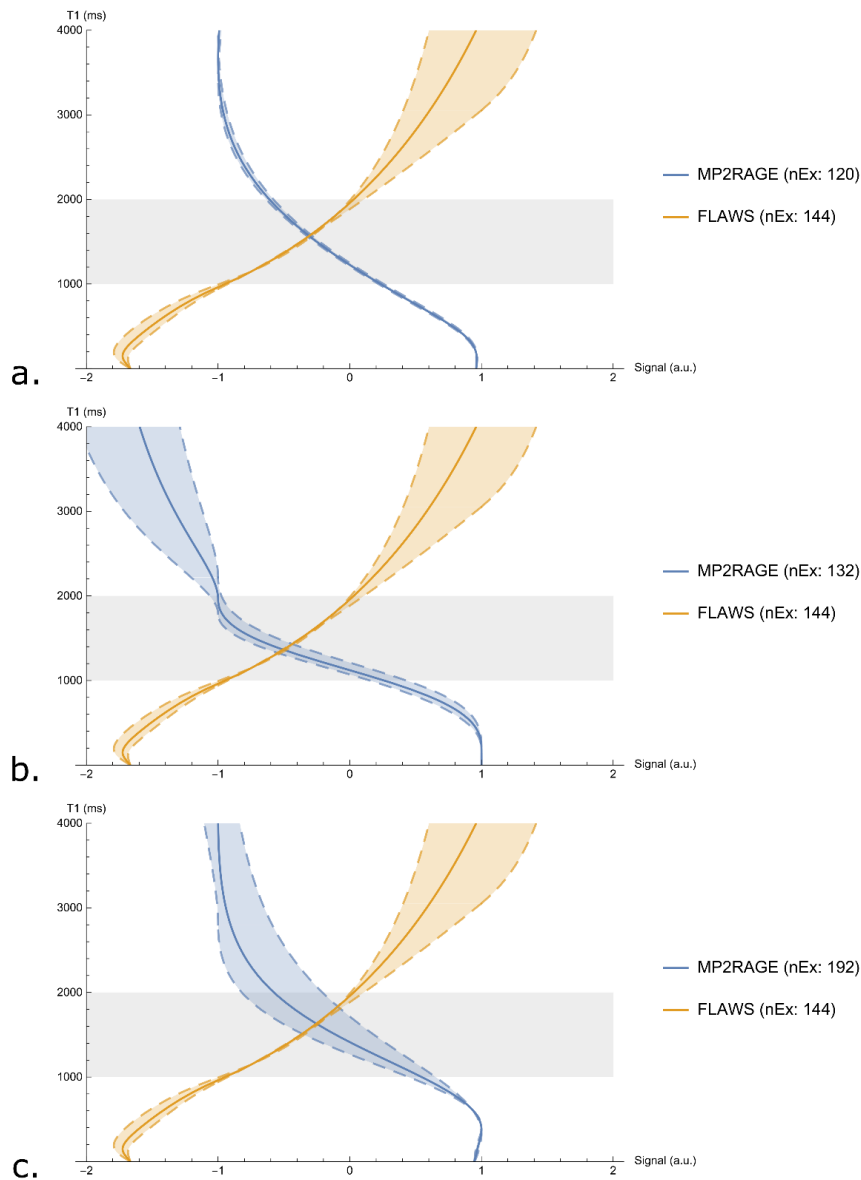 T1 (ms)
4000
3000
2000
1000
−2
−1
0
1
2
Signal (a.u.)
MP2RAGE (nEx: 120)
FLAWS (nEx: 144)
a.
T1 (ms)
4000
3000
2000
1000
−2
−1
0
1
2
Signal (a.u.)
MP2RAGE (nEx: 132)
FLAWS (nEx: 144)
b.
T1 (ms)
4000
3000
2000
1000
−2
−1
0
1
2
Signal (a.u.)
MP2RAGE (nEx: 192)
FLAWS (nEx: 144)
c.